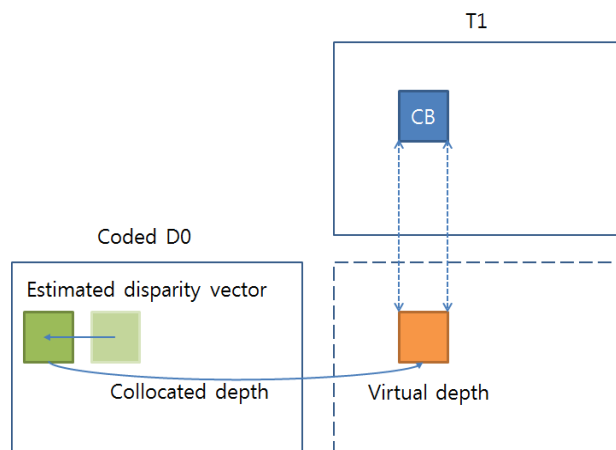 T1
CB
Coded D0
Estimated disparity vector
Collocated depth
Virtual depth